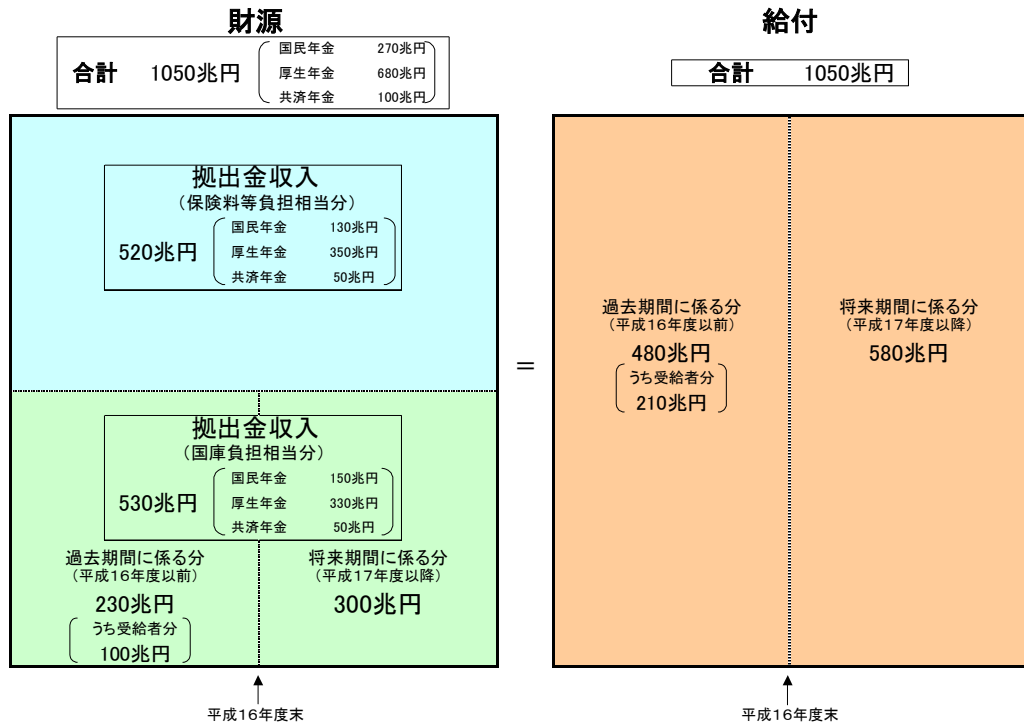 財源
合計 1050兆円
国民年金 270兆円
厚生年金 680兆円
共済年金 100兆円
拠出金収入
（保険料等負担相当分）
520兆円
国民年金 130兆円
厚生年金 350兆円
共済年金 50兆円
拠出金収入
（国庫負担相当分）
530兆円
国民年金 150兆円
厚生年金 330兆円
共済年金 50兆円
過去期間に係る分
（平成16年度以前）
230兆円
うち受給者分
100兆円
将来期間に係る分
（平成17年度以降）
300兆円
平成16年度末
＝
給付
合計 1050兆円
過去期間に係る分
（平成16年度以前）
480兆円
うち受給者分
210兆円
将来期間に係る分
（平成17年度以降）
580兆円
平成16年度末